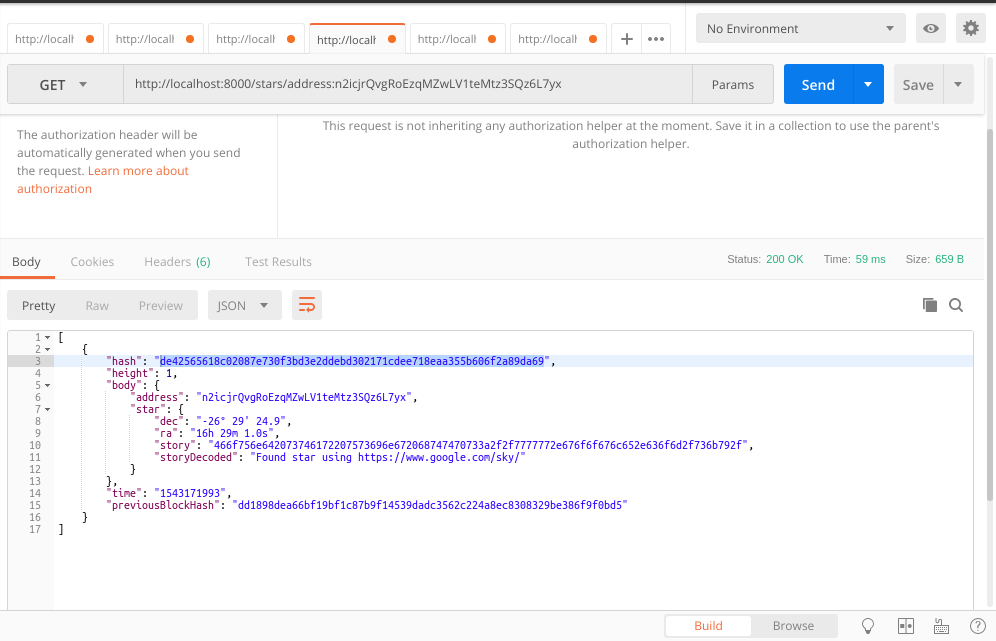 http://locall http://locall http://locall http://locall http://locall http://locall + ••• No Environment
GET http://localhost:8000/stars/address:n2icjrQvgRoEzqMZwLV1teMtz3SQz6L7yx Params Send Save
The authorization header will be
automatically generated when you send
the request. Learn more about
authorization
This request is not inheriting any authorization helper at the moment. Save it in a collection to use the parent's
authorization helper.
Body Cookies Headers (6) Test Results Status: 200 OK Time: 59 ms Size: 659 B
Pretty Raw Preview JSON
1 [
2 {
3 "hash": "de42565618c02087e730f3bd3e2ddebd302171cdee718eaa355b606f2a89da69",
4 "height": 1,
5 "body": {
6 "address": "n2icjrQvgRoEzqMZwLV1teMtz3SQz6L7yx",
7 "star": {
8 "dec": "-26° 29' 24.9",
9 "ra": "16h 29m 1.0s",
10 "story": "466f756e642073746172207573696e672068747470733a2f2f7777772e676f6f676c652e636f6d2f736b792f",
11 "storyDecoded": "Found star using https://www.google.com/sky/"
12 }
13 },
14 "time": "1543171993",
15 "previousBlockHash": "dd1898dea66bf19bf1c87b9f14539dadc3562c224a8ec8308329be386f9f0bd5"
16 }
17 ]
Build Browse ?